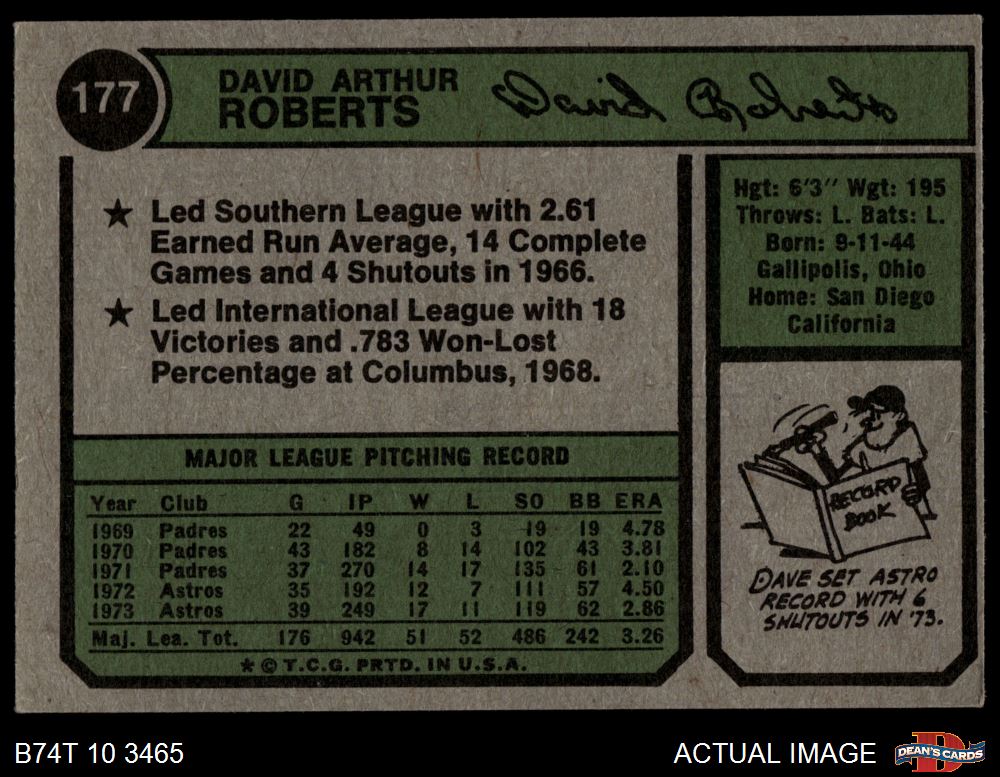 177
DAVID ARTHUR
ROBERTS
David Roberts
★ Led Southern League with 2.61
Earned Run Average, 14 Complete
Games and 4 Shutouts in 1966.
★ Led International League with 18
Victories and .783 Won-Lost
Percentage at Columbus, 1968.
Hgt: 6'3" Wgt: 195
Throws: L. Bats: L.
Born: 9-11-44
Gallipolis, Ohio
Home: San Diego
California
MAJOR LEAGUE PITCHING RECORD
Year Club G IP W L SO BB ERA
1969 Padres 22 49 0 3 19 19 4.78
1970 Padres 43 182 8 14 102 43 3.81
1971 Padres 37 270 14 17 135 61 2.10
1972 Astros 35 192 12 7 111 57 4.50
1973 Astros 39 249 17 11 119 62 2.86
Maj. Lea. Tot. 176 942 51 52 486 242 3.26
★ © T.C.G. PRTD. IN U.S.A.
RECORD
BOOK
DAVE SET ASTRO
RECORD WITH 6
SHUTOUTS IN '73.
B74T 10 3465
ACTUAL IMAGE
DEAN'S CARDS